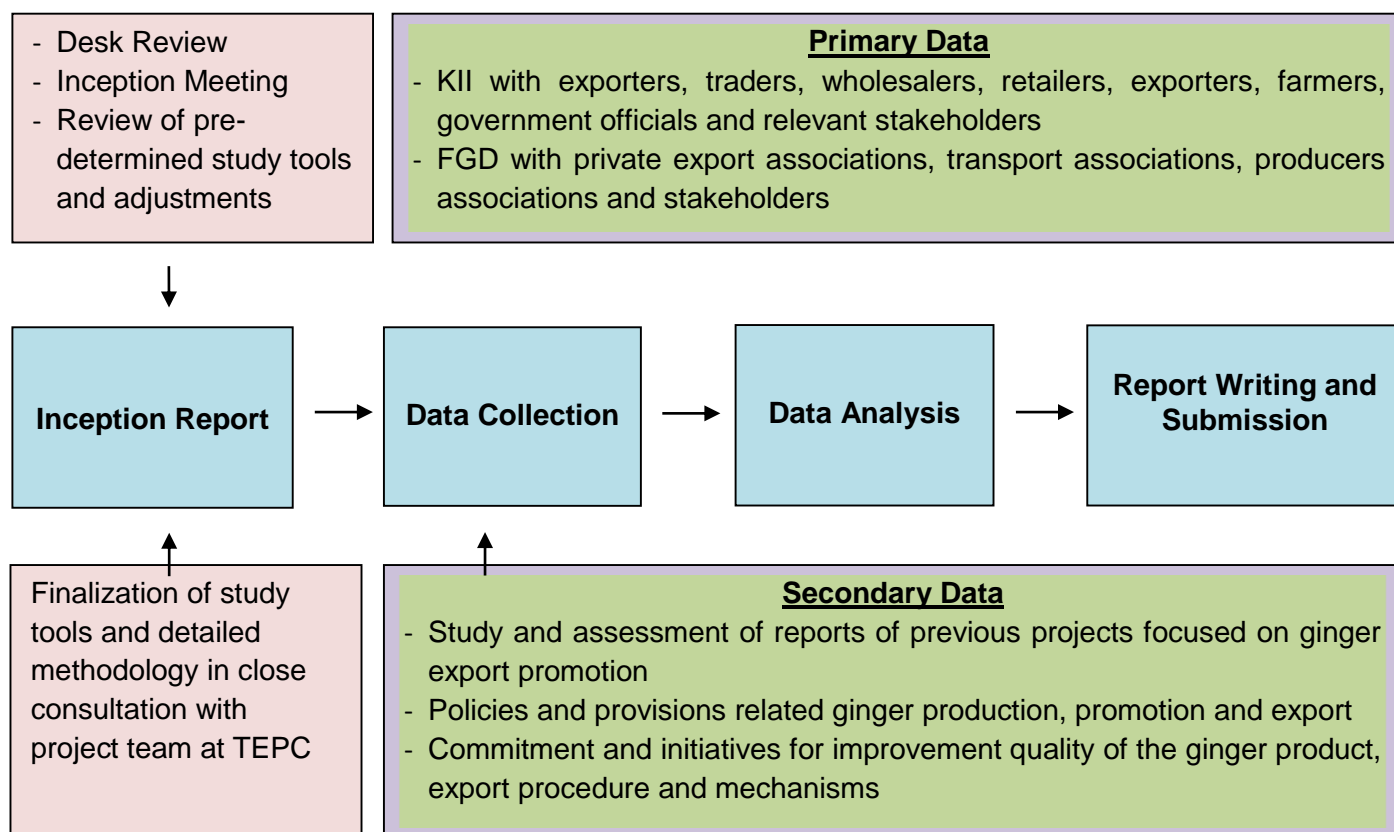 - Desk Review
- Inception Meeting
- Review of pre-
determined study tools
and adjustments
Primary Data
- KII with exporters, traders, wholesalers, retailers, exporters, farmers,
government officials and relevant stakeholders
- FGD with private export associations, transport associations, producers
associations and stakeholders
Inception Report
Data Collection
Data Analysis
Report Writing and
Submission
Finalization of study
tools and detailed
methodology in close
consultation with
project team at TEPC
Secondary Data
- Study and assessment of reports of previous projects focused on ginger
export promotion
- Policies and provisions related ginger production, promotion and export
- Commitment and initiatives for improvement quality of the ginger product,
export procedure and mechanisms